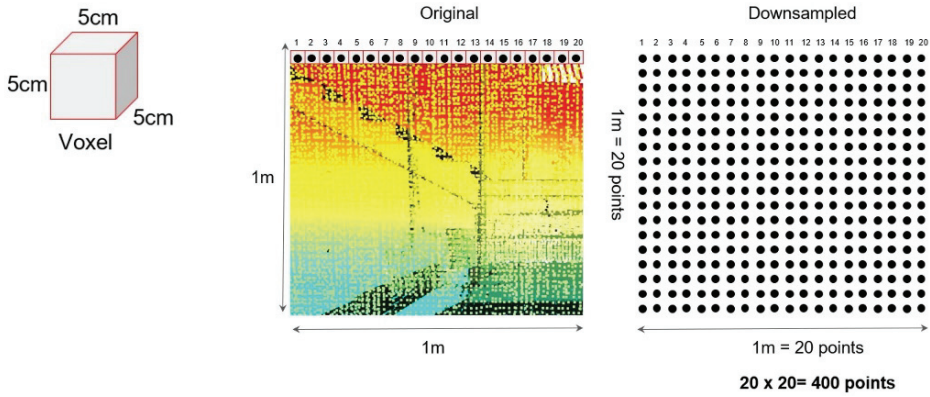 5cm
5cm
5cm
Voxel
Original
1 2 3 4 5 6 7 8 9 10 11 12 13 14 15 16 17 18 19 20
1m
1m
Downsampled
1 2 3 4 5 6 7 8 9 10 11 12 13 14 15 16 17 18 19 20
1m = 20 points
1m = 20 points
20 x 20= 400 points